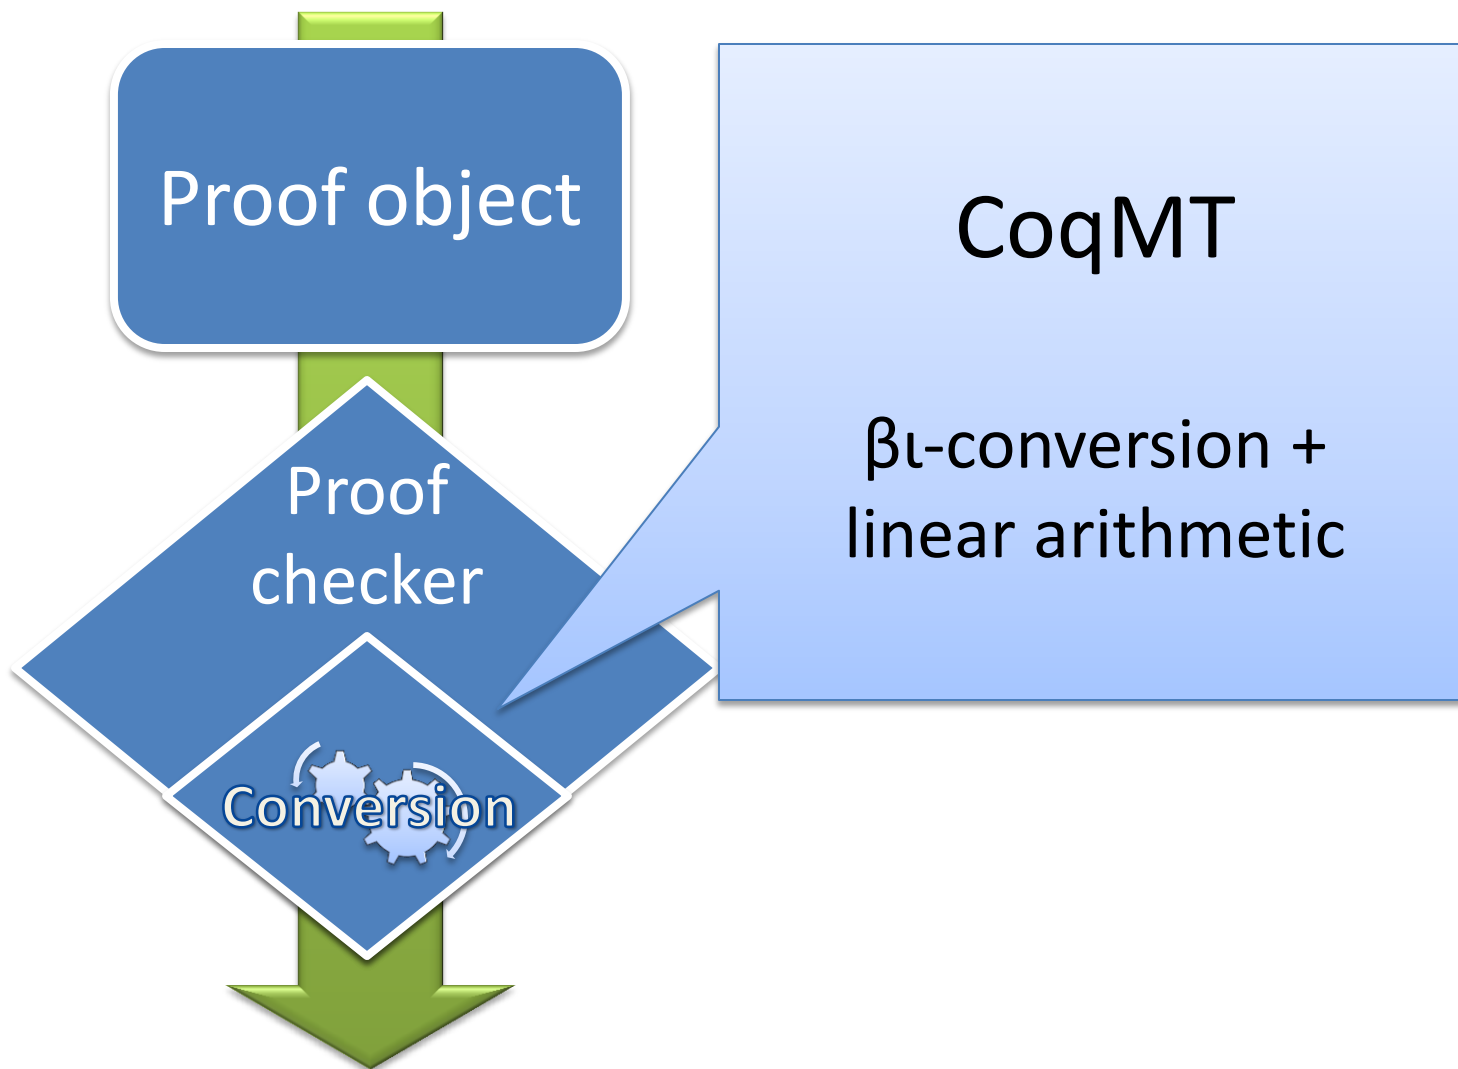 Proof object
Proof
checker
Conversion
CoqMT
βι-conversion +
linear arithmetic